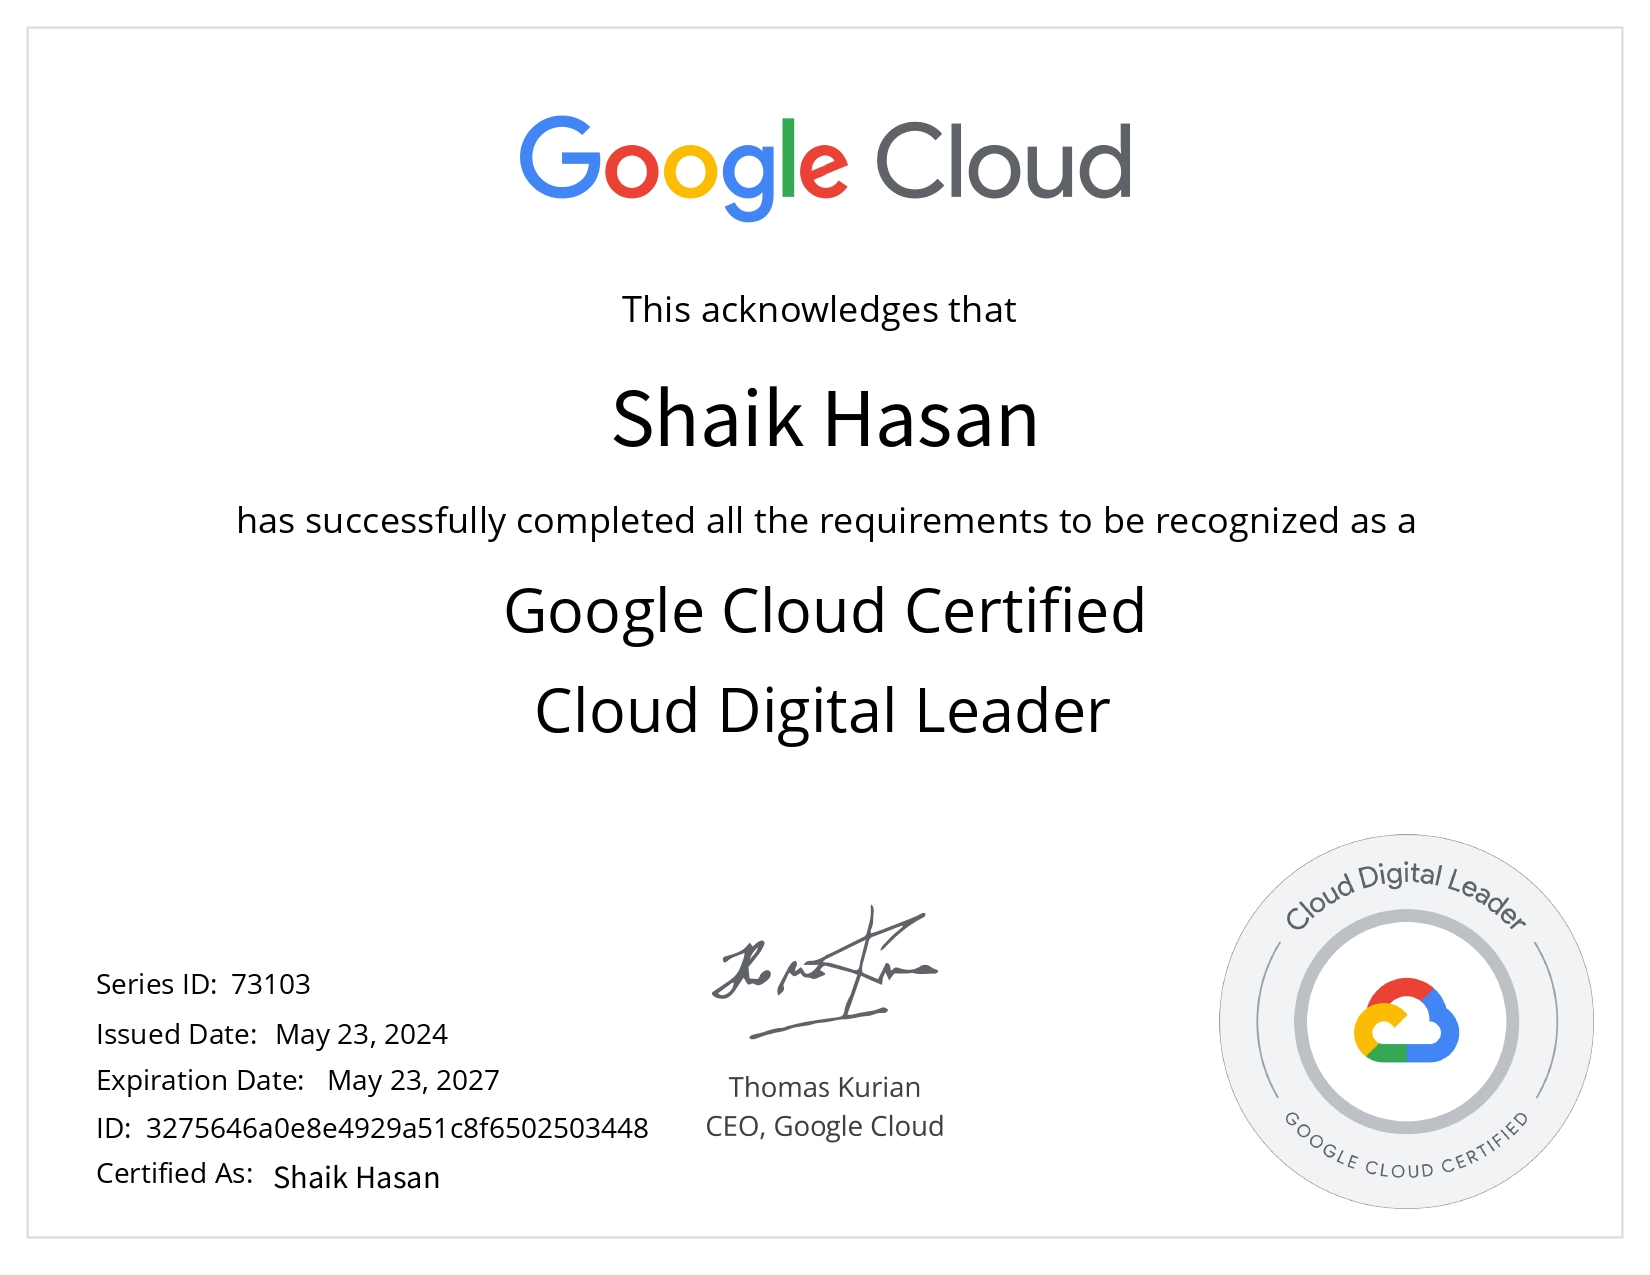 Google Cloud
This acknowledges that
Shaik Hasan
has successfully completed all the requirements to be recognized as a
Google Cloud Certified
Cloud Digital Leader
Series ID: 73103
Issued Date: May 23, 2024
Expiration Date: May 23, 2027
ID: 3275646a0e8e4929a51c8f6502503448
Certified As: Shaik Hasan
Thomas Kurian
CEO, Google Cloud
Cloud Digital Leader
GOOGLE CLOUD CERTIFIED